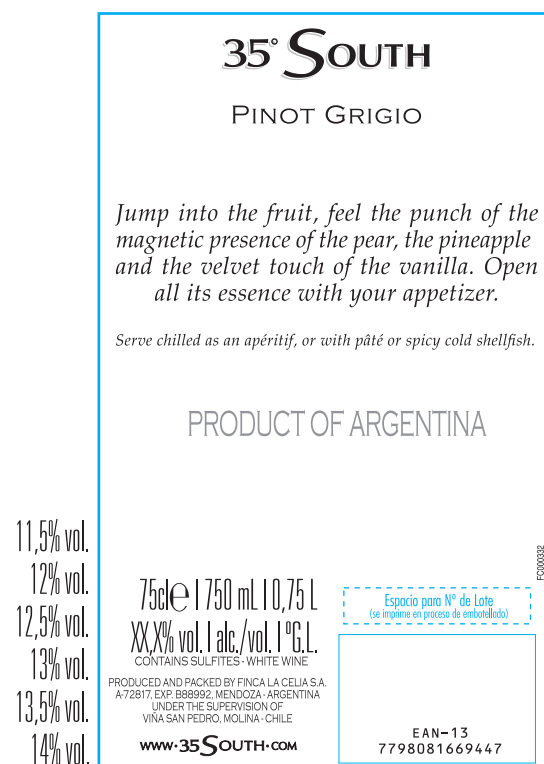 35° SOUTH
PINOT GRIGIO
Jump into the fruit, feel the punch of the
magnetic presence of the pear, the pineapple
and the velvet touch of the vanilla. Open
all its essence with your appetizer.
Serve chilled as an apéritif, or with pâté or spicy cold shellfish.
PRODUCT OF ARGENTINA
11,5% vol.
12% vol.
12,5% vol.
13% vol.
13,5% vol.
14% vol.
75cl e | 750 mL | 0,75 L
XX,X% vol. | alc./vol. | °G.L.
CONTAINS SULFITES - WHITE WINE
PRODUCED AND PACKED BY FINCA LA CELIA S.A.
A-72817, EXP. B88992, MENDOZA - ARGENTINA
UNDER THE SUPERVISION OF
VIÑA SAN PEDRO, MOLINA - CHILE
WWW·35SOUTH·COM
FC000332
Espacio para Nº de Lote
(se imprime en proceso de embotellado)
EAN-13
7798081669447